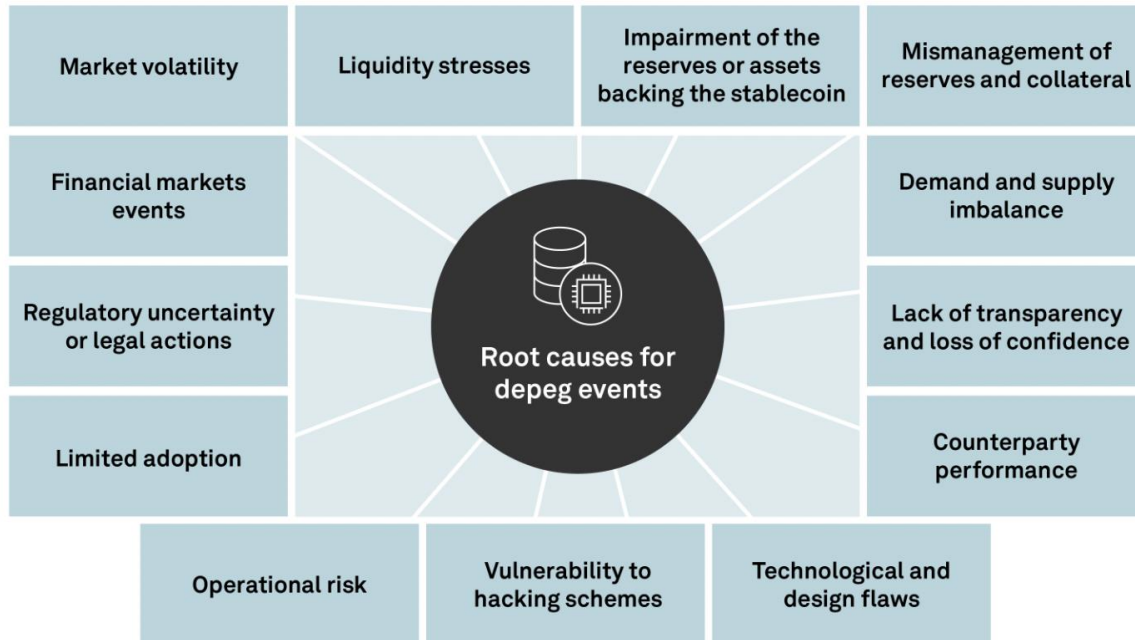 Market volatility
Liquidity stresses
Impairment of the
reserves or assets
backing the stablecoin
Mismanagement of
reserves and collateral
Financial markets
events
Demand and supply
imbalance
Regulatory uncertainty
or legal actions
Root causes for
depeg events
Lack of transparency
and loss of confidence
Limited adoption
Counterparty
performance
Operational risk
Vulnerability to
hacking schemes
Technological and
design flaws